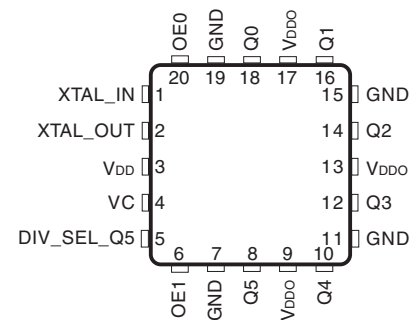 OE0
GND
Q0
VDDO
Q1
20 19 18 17 16
XTAL_IN 1
15 GND
XTAL_OUT 2
14 Q2
VDD 3
13 VDDO
VC 4
12 Q3
DIV_SEL_Q5 5
11 GND
6 7 8 9 10
OE1
GND
Q5
VDDO
Q4